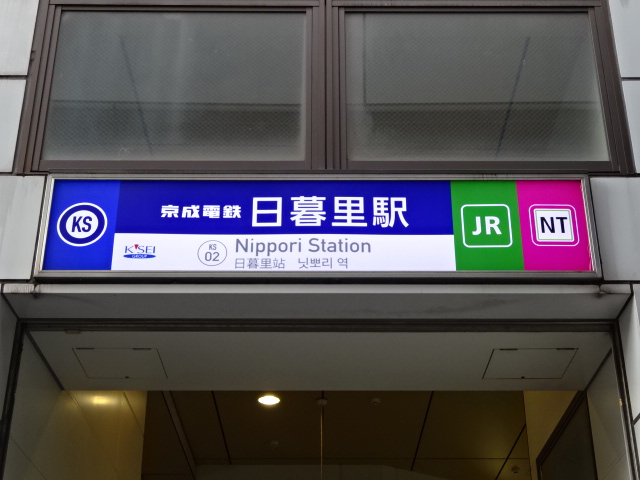 KS
京成電鉄 日暮里駅
K'SEI
GROUP
KS
02
Nippori Station
日暮里站 닛뽀리 역
JR
NT